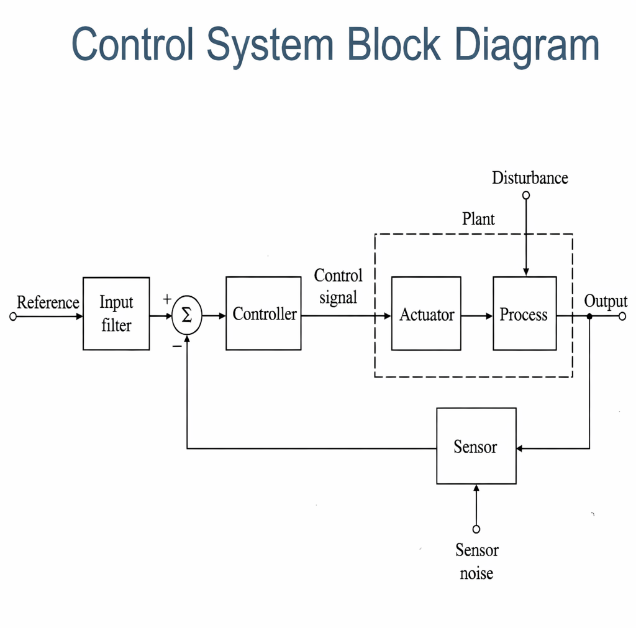 Control System Block Diagram
Disturbance
Plant
Control
signal
Reference
Input
filter
+
Σ
−
Controller
Actuator
Process
Output
Sensor
Sensor
noise